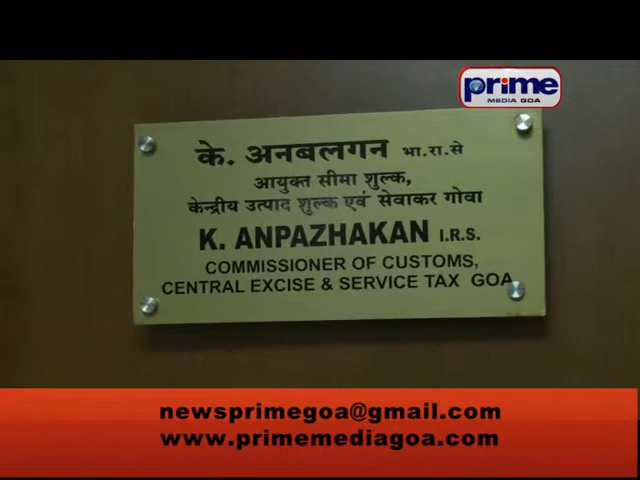 prime
MEDIA GOA
के. अनबलगन भा.रा.से
आयुक्त सीमा शुल्क,
केन्द्रीय उत्पाद शुल्क एवं सेवाकर गोवा
K. ANPAZHAKAN I.R.S.
COMMISSIONER OF CUSTOMS,
CENTRAL EXCISE & SERVICE TAX GOA
newsprimegoa@gmail.com
www.primemediagoa.com